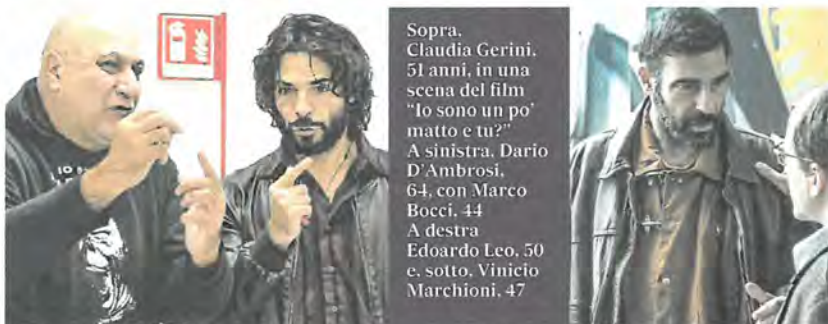 Sopra,
Claudia Gerini,
51 anni, in una
scena del film
"Io sono un po'
matto e tu?"
A sinistra, Dario
D'Ambrosi,
64, con Marco
Bocci, 44
A destra
Edoardo Leo, 50
e, sotto, Vinicio
Marchioni, 47